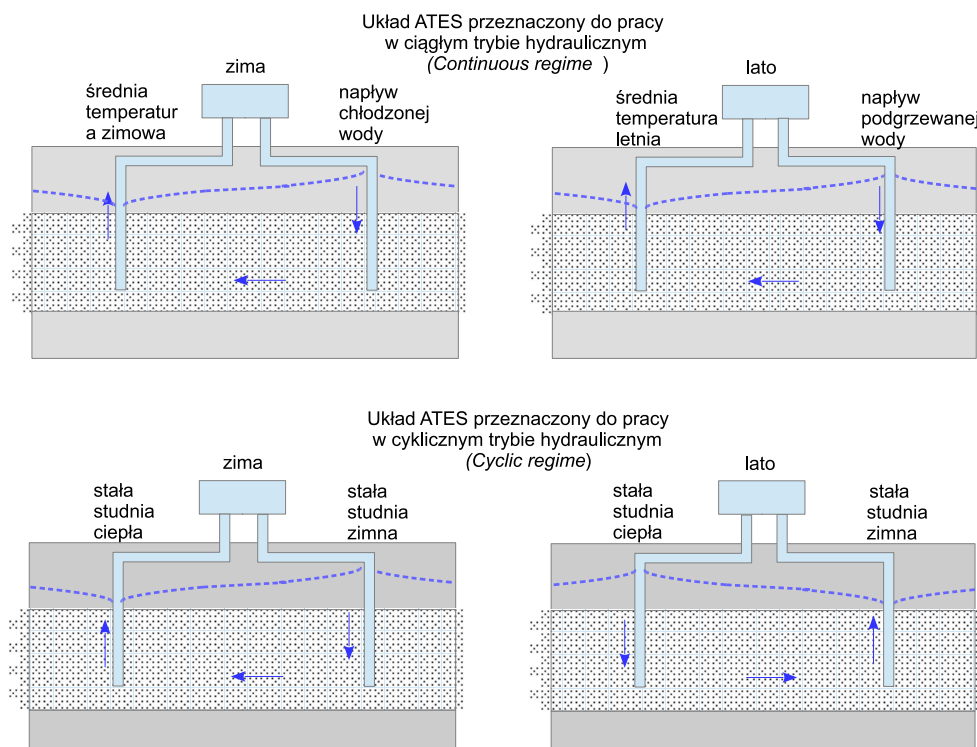 Układ ATES przeznaczony do pracy
w ciągłym trybie hydraulicznym
(Continuous regime )
zima
lato
średnia
temperatur
a zimowa
napływ
chłodzonej
wody
średnia
temperatura
letnia
napływ
podgrzewanej
wody
Układ ATES przeznaczony do pracy
w cyklicznym trybie hydraulicznym
(Cyclic regime)
zima
lato
stała
studnia
ciepła
stała
studnia
zimna
stała
studnia
ciepła
stała
studnia
zimna